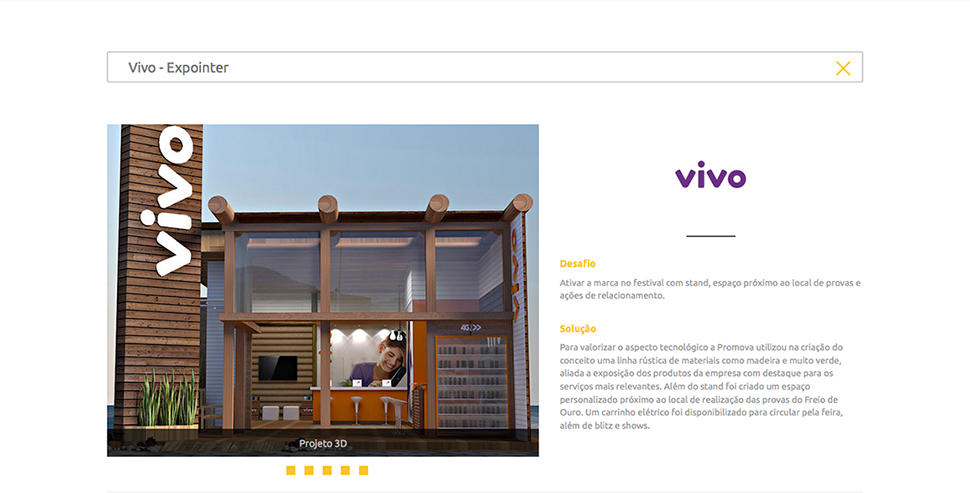 Vivo - Expointer
vivo
vivo
4G
Projeto 3D
vivo
Desafio
Ativar a marca no festival com stand, espaço próximo ao local de provas e
ações de relacionamento.
Solução
Para valorizar o aspecto tecnológico a Promova utilizou na criação do
conceito uma linha rústica de materiais como madeira e muito verde,
aliada a exposição dos produtos da empresa com destaque para os
serviços mais relevantes. Além do stand foi criado um espaço
personalizado próximo ao local de realização das provas do Freio de
Ouro. Um carrinho elétrico foi disponibilizado para circular pela feira,
além de blitz e shows.